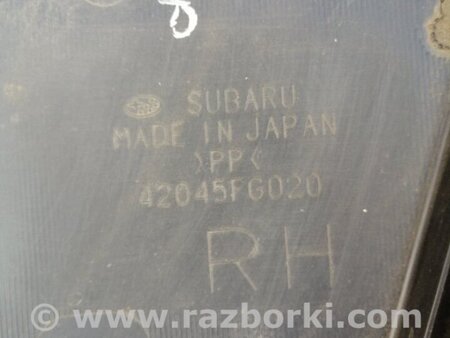 SUBARU
MADE IN JAPAN
>PP<
42045FG020
RH
© www.razborki.com